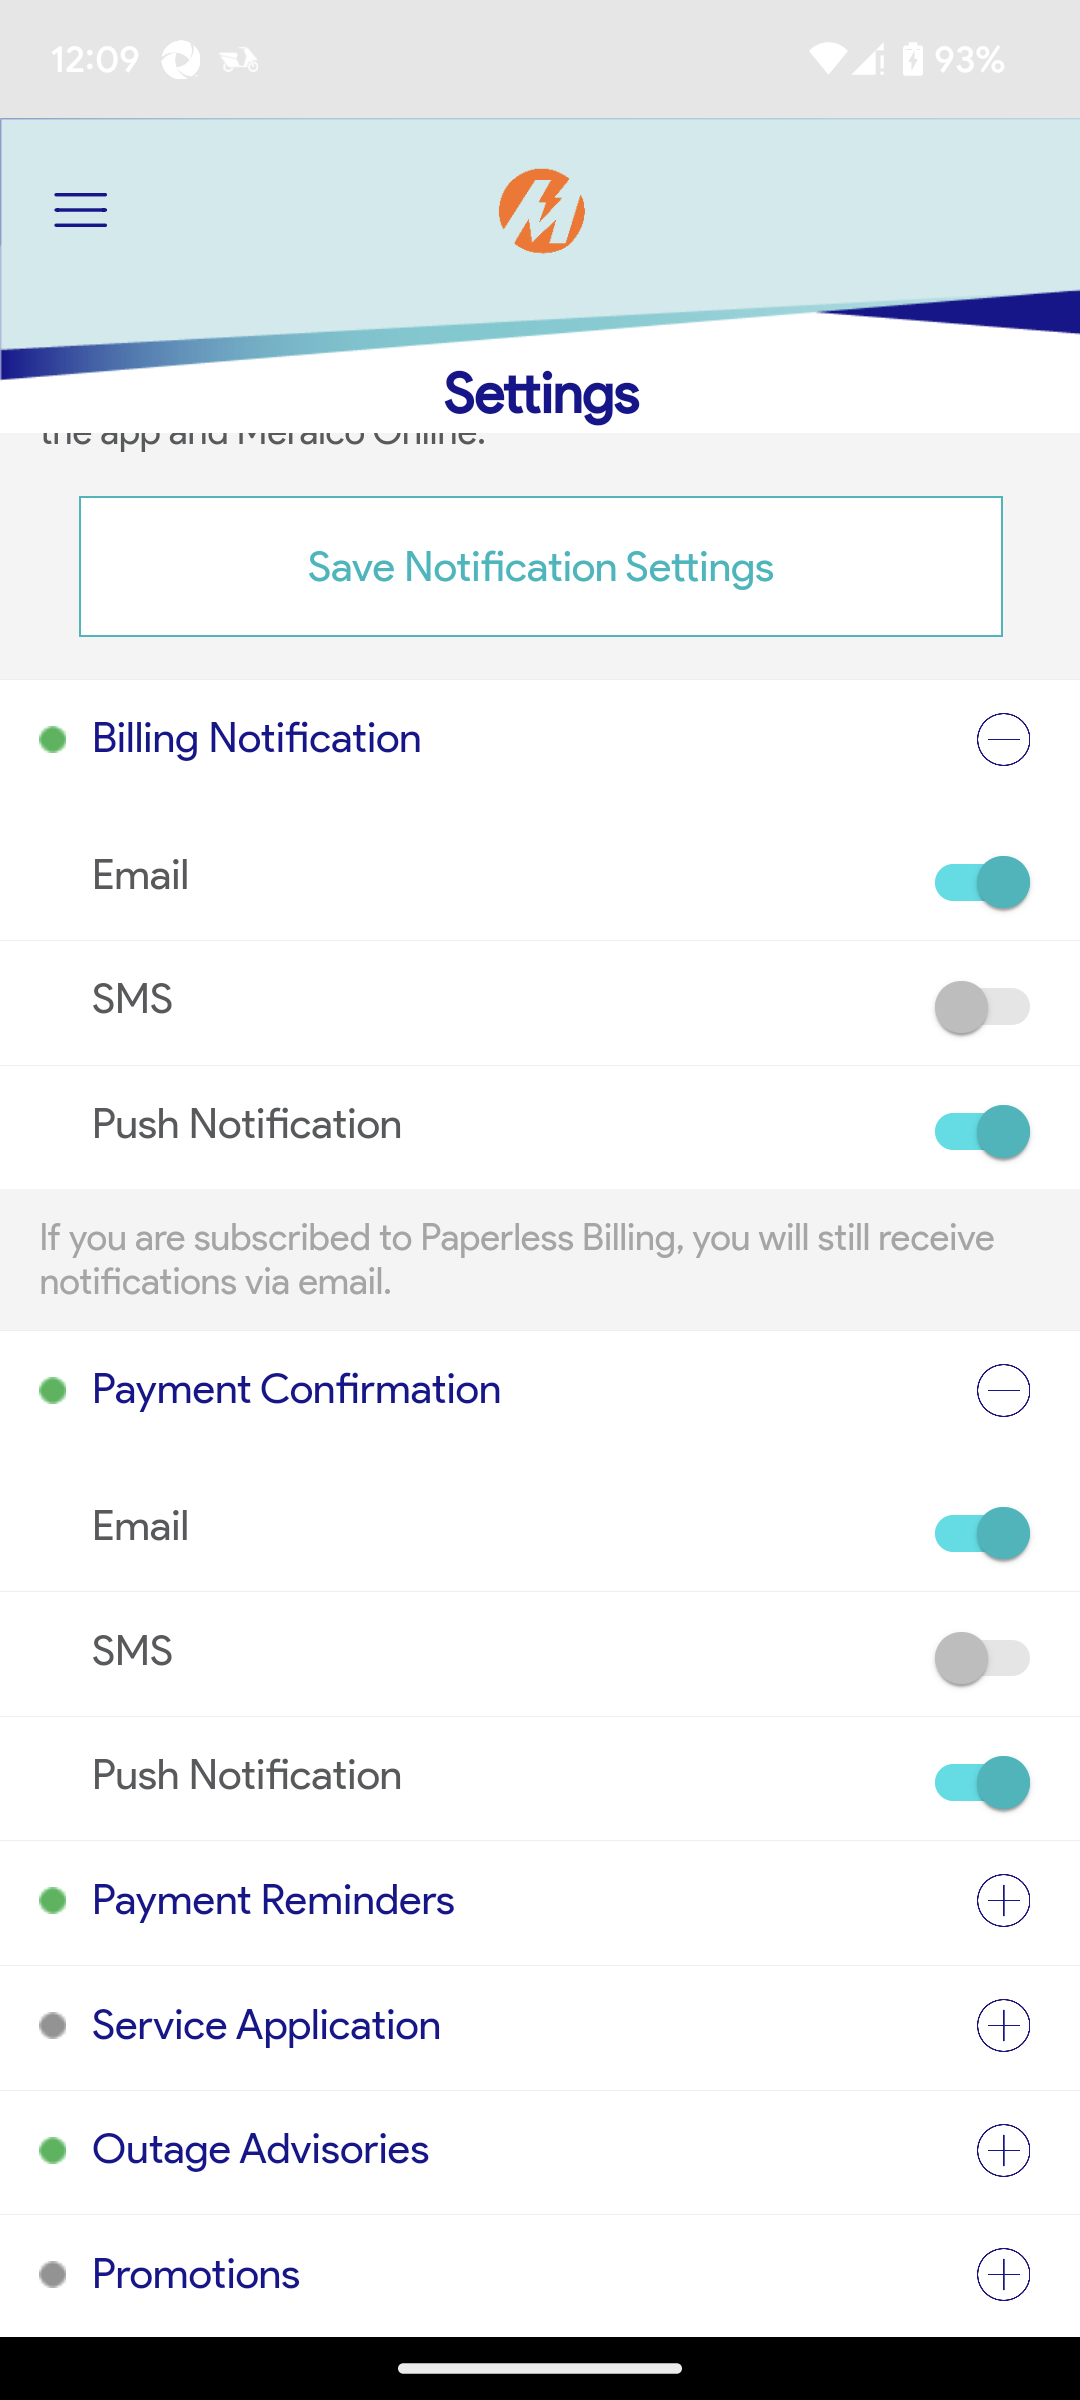 12:09
93%
Settings
the app and Meralco Online.
Save Notification Settings
Billing Notification
Email
SMS
Push Notification
If you are subscribed to Paperless Billing, you will still receive
notifications via email.
Payment Confirmation
Email
SMS
Push Notification
Payment Reminders
Service Application
Outage Advisories
Promotions